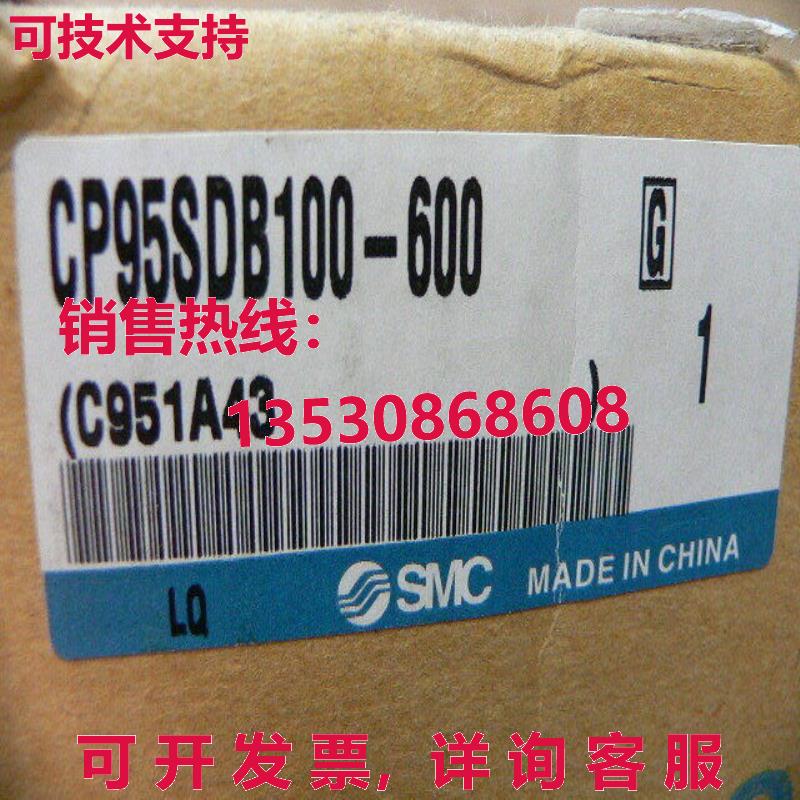 可技术支持
CP95SDB100-600 G
销售热线:
1
(C951A43 )
13530868608
LQ SMC MADE IN CHINA
可开发票, 详询客服